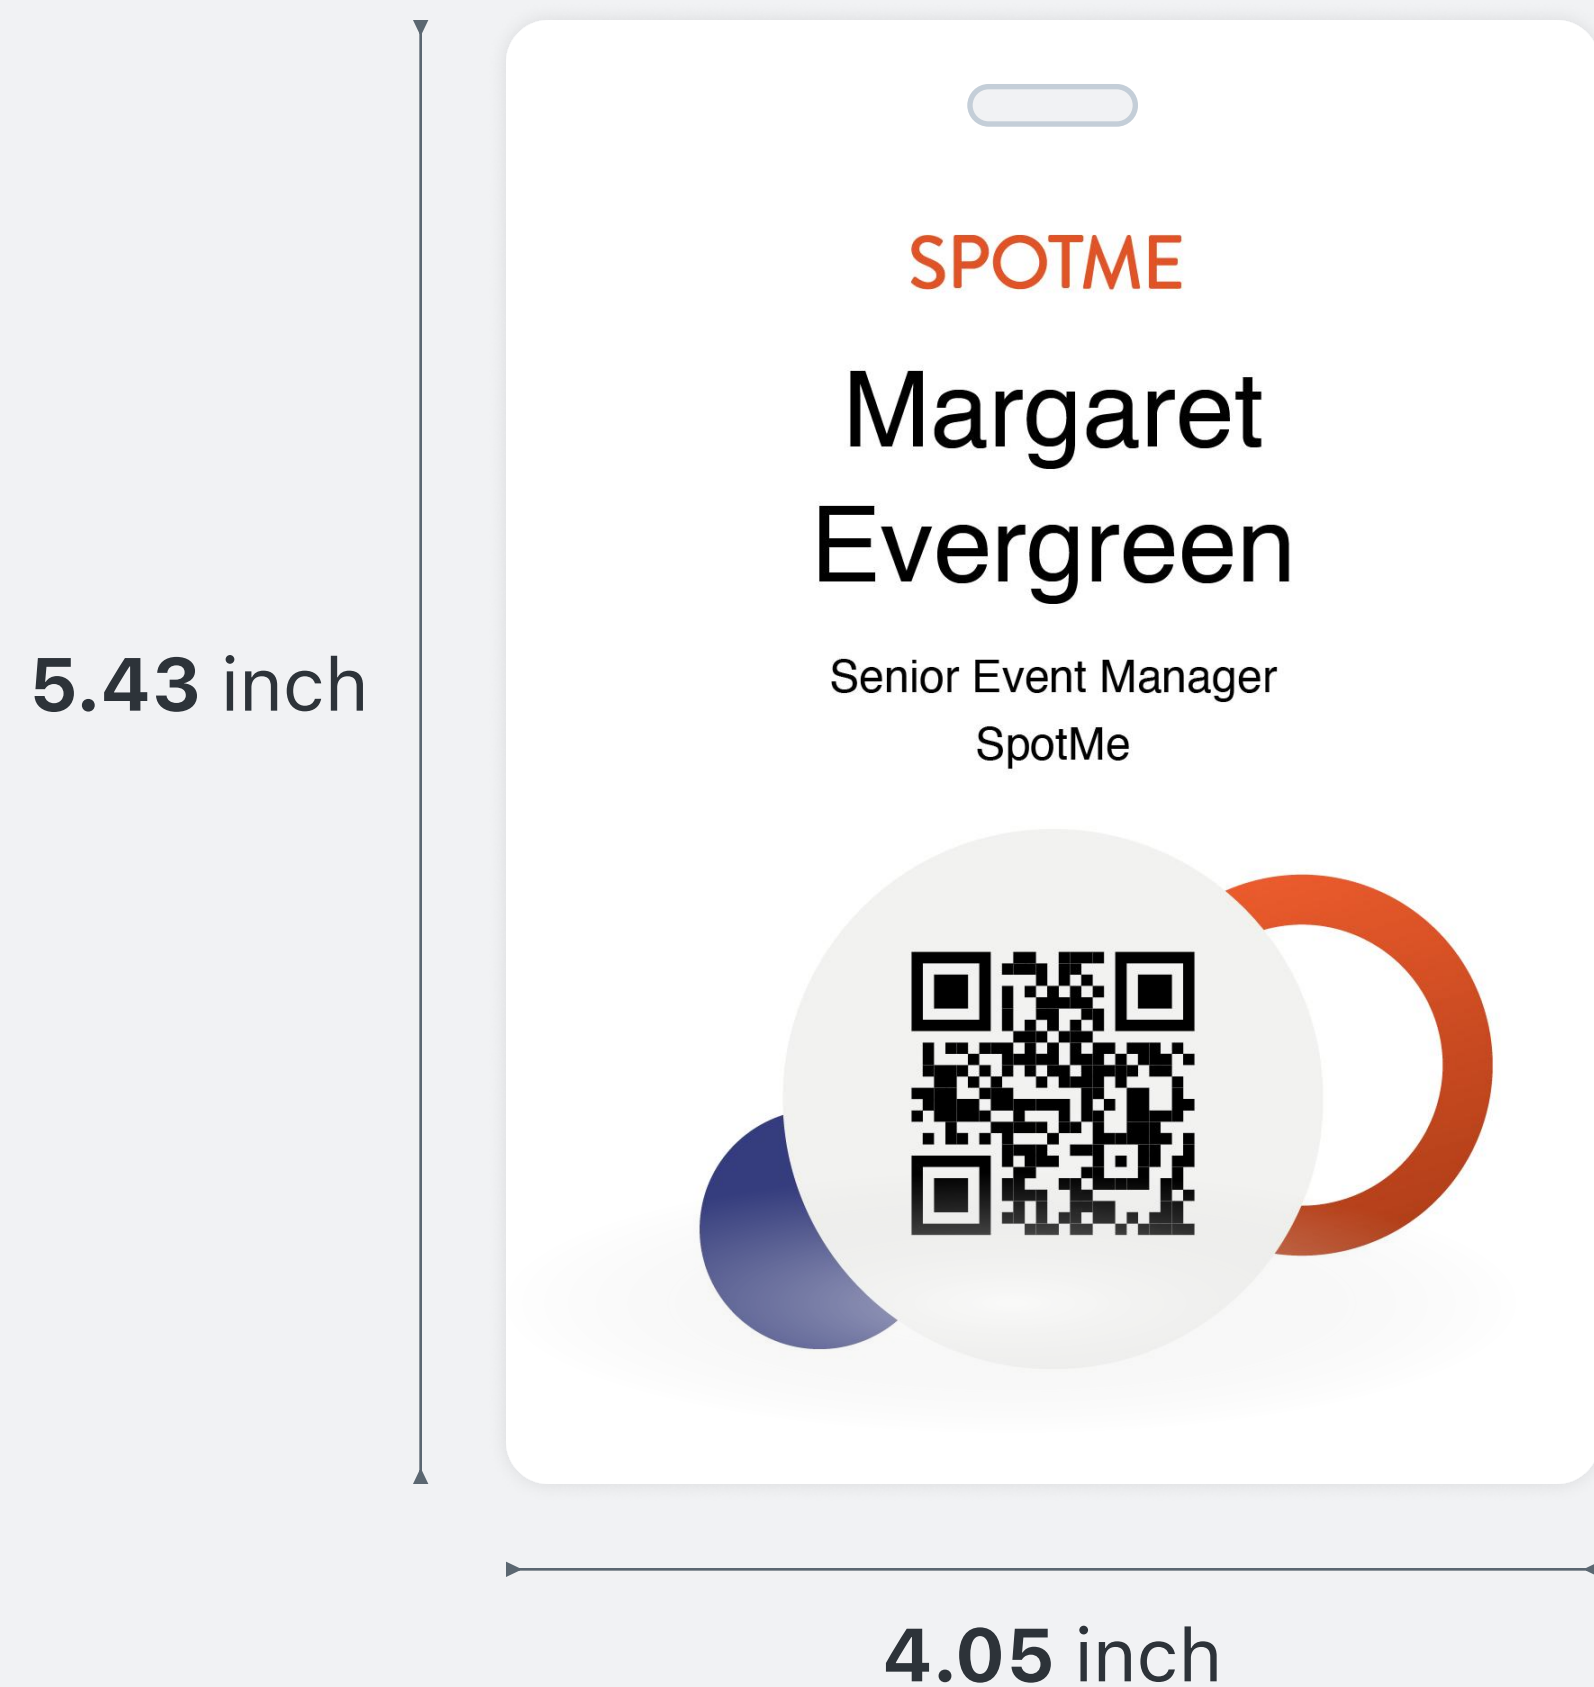 SPOTME
Margaret
Evergreen
Senior Event Manager
SpotMe
5.43 inch
4.05 inch